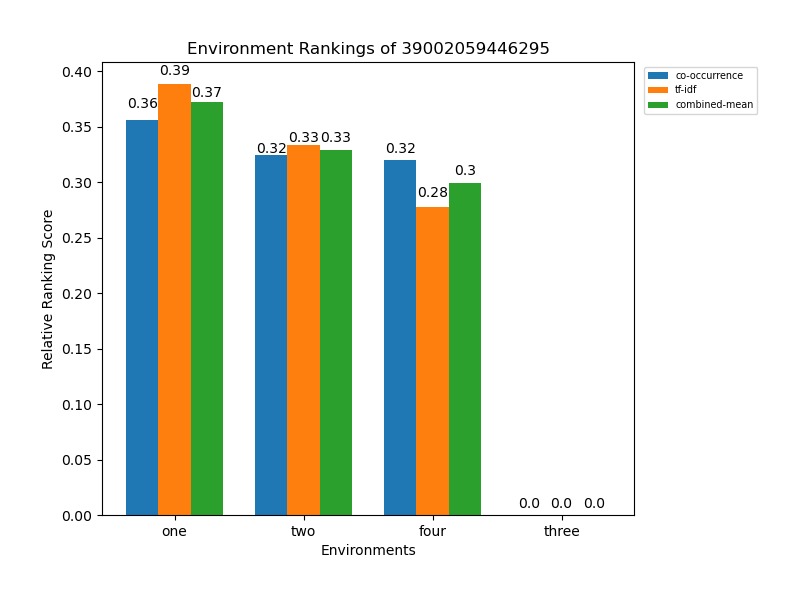 Environment Rankings of 39002059446295
co-occurrence
tf-idf
combined-mean
0.40
0.35
0.30
0.25
0.20
0.15
0.10
0.05
0.00
Relative Ranking Score
0.36 0.39 0.37
0.32 0.33 0.33
0.32 0.28 0.3
0.0 0.0 0.0
one two four three
Environments